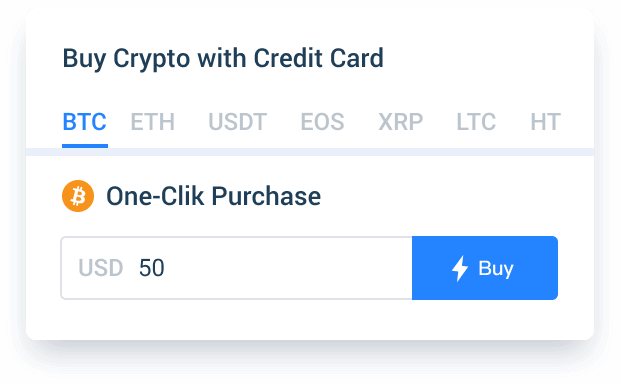 Buy Crypto with Credit Card
BTC ETH USDT EOS XRP LTC HT
One-Clik Purchase
USD 50 Buy